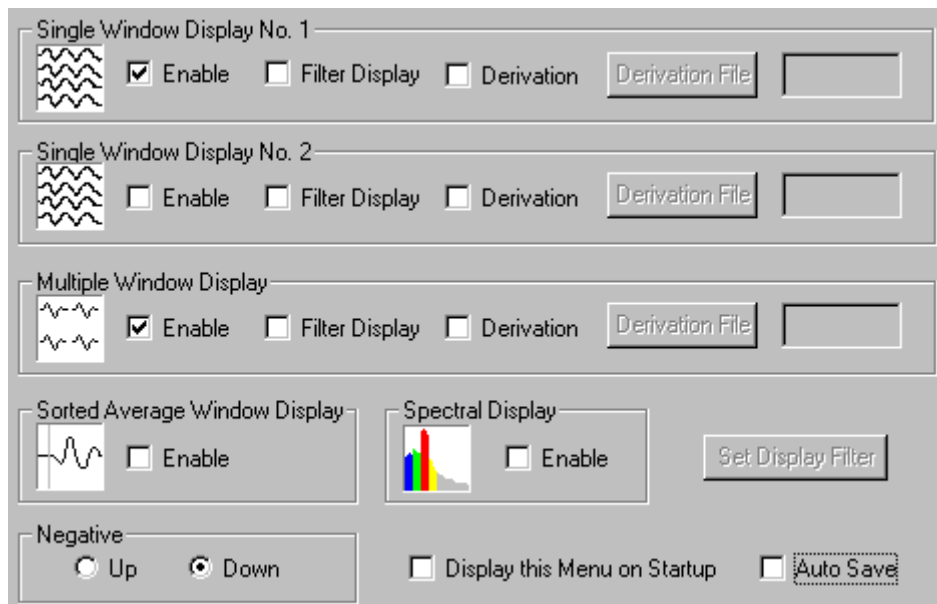 Single Window Display No. 1
Enable Filter Display Derivation Derivation File
Single Window Display No. 2
Enable Filter Display Derivation Derivation File
Multiple Window Display
Enable Filter Display Derivation Derivation File
Sorted Average Window Display Spectral Display
Enable Enable Set Display Filter
Negative
Up Down Display this Menu on Startup Auto Save